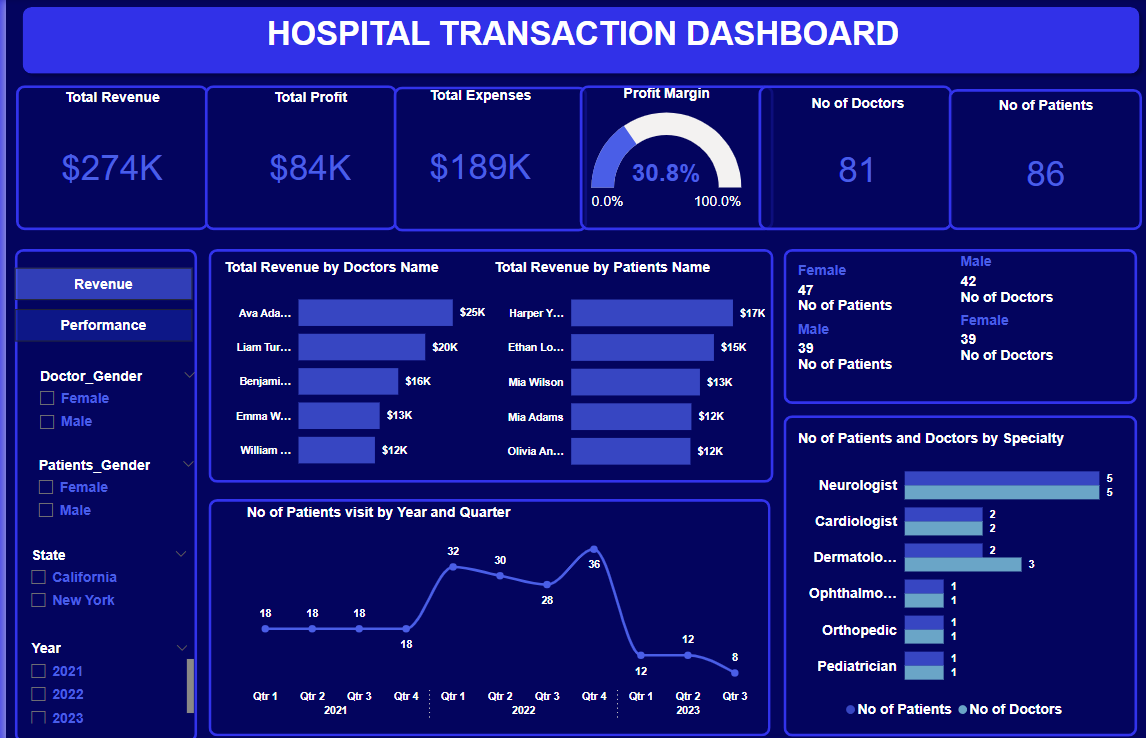 HOSPITAL TRANSACTION DASHBOARD
Total Revenue
$274K
Total Profit
$84K
Total Expenses
$189K
Profit Margin
30.8%
0.0% 100.0%
No of Doctors
81
No of Patients
86
Revenue
Performance
Doctor_Gender
Female
Male
Patients_Gender
Female
Male
State
California
New York
Year
2021
2022
2023
Total Revenue by Doctors Name
Ava Ada... $25K
Liam Tur... $20K
Benjami... $16K
Emma W... $13K
William ... $12K
Total Revenue by Patients Name
Harper Y... $17K
Ethan Lo... $15K
Mia Wilson $13K
Mia Adams $12K
Olivia An... $12K
No of Patients visit by Year and Quarter
18 18 18 18 32 30 28 36 12 12 8
Qtr 1 Qtr 2 Qtr 3 Qtr 4 Qtr 1 Qtr 2 Qtr 3 Qtr 4 Qtr 1 Qtr 2 Qtr 3
2021 2022 2023
Female
47
No of Patients
Male
39
No of Patients
Male
42
No of Doctors
Female
39
No of Doctors
No of Patients and Doctors by Specialty
Neurologist 5
5
Cardiologist 2
2
Dermatolo... 2
3
Ophthalmo... 1
1
Orthopedic 1
1
Pediatrician 1
1
No of Patients No of Doctors